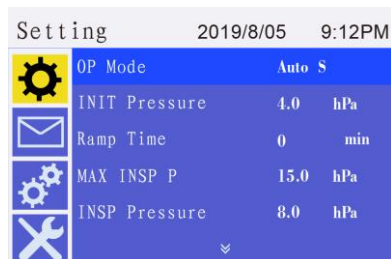 Setting 2019/8/05 9:12PM
OP Mode Auto S
INIT Pressure 4.0 hPa
Ramp Time 0 min
MAX INSP P 15.0 hPa
INSP Pressure 8.0 hPa